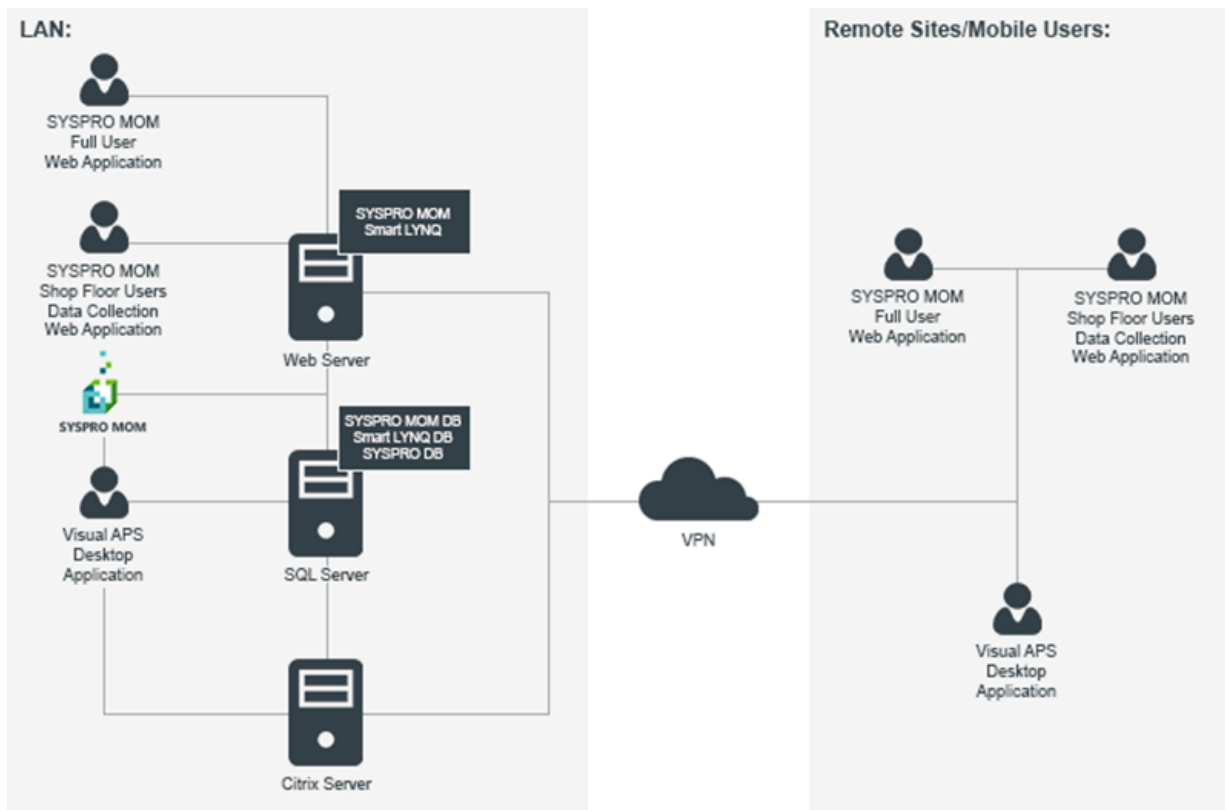 LAN:
SYSPRO MOM
Full User
Web Application
SYSPRO MOM
Shop Floor Users
Data Collection
Web Application
SYSPRO MOM
Smart LYNQ
Web Server
SYSPRO MOM
SYSPRO MOM DB
Smart LYNQ DB
SYSPRO DB
Visual APS
Desktop
Application
SQL Server
Citrix Server
VPN
Remote Sites/Mobile Users:
SYSPRO MOM
Full User
Web Application
SYSPRO MOM
Shop Floor Users
Data Collection
Web Application
Visual APS
Desktop
Application